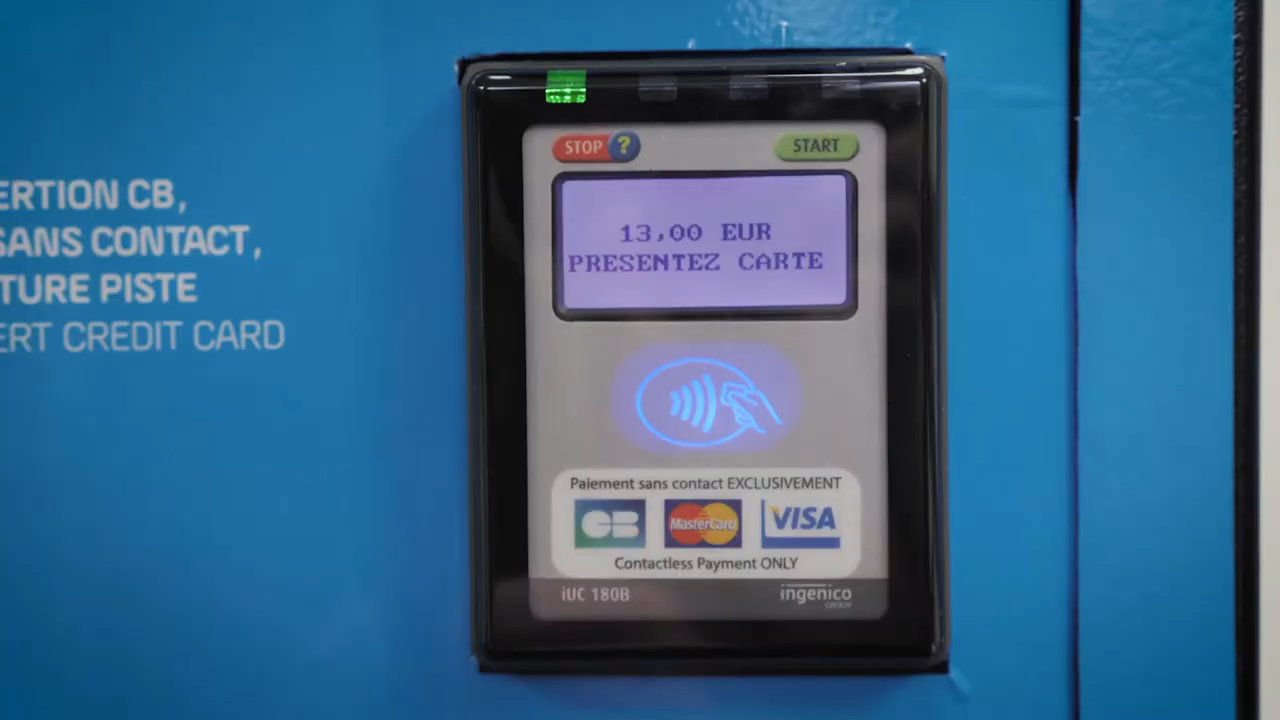 ERTION CB,
SANS CONTACT,
TURE PISTE
ERT CREDIT CARD
STOP ?
START
13,00 EUR
PRESENTEZ CARTE
Paiement sans contact EXCLUSIVEMENT
CB
MasterCard
VISA
Contactless Payment ONLY
iUC 180B
ingenico
GROUP